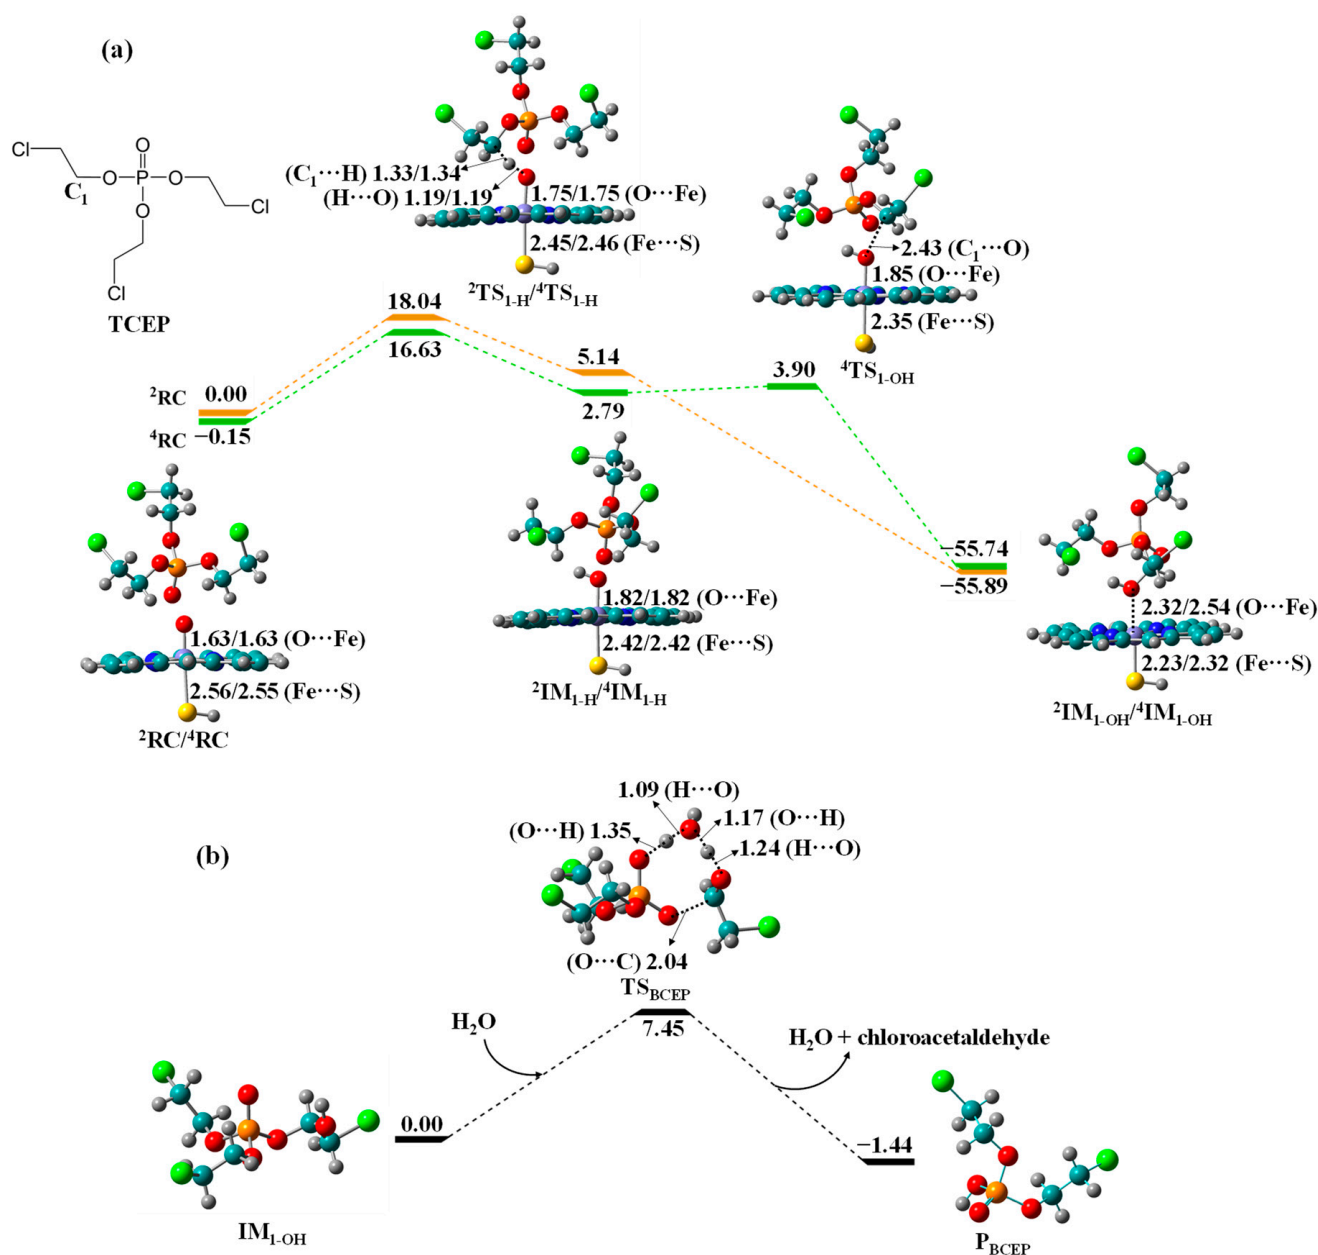 (a)
Cl
O
O
P
O
C₁
O
Cl
Cl
TCEP
(C₁···H) 1.33/1.34
(H···O) 1.19/1.19
1.75/1.75 (O···Fe)
2.45/2.46 (Fe···S)
²TS₁₋H/⁴TS₁₋H
2.43 (C₁···O)
1.85 (O···Fe)
2.35 (Fe···S)
⁴TS₁₋OH
18.04
16.63
5.14
2.79
3.90
²RC 0.00
⁴RC −0.15
−55.74
−55.89
1.63/1.63 (O···Fe)
2.56/2.55 (Fe···S)
²RC/⁴RC
1.82/1.82 (O···Fe)
2.42/2.42 (Fe···S)
²IM₁₋H/⁴IM₁₋H
2.32/2.54 (O···Fe)
2.23/2.32 (Fe···S)
²IM₁₋OH/⁴IM₁₋OH
(b)
1.09 (H···O)
1.17 (O···H)
(O···H) 1.35
1.24 (H···O)
(O···C) 2.04
TS_BCEP
7.45
H₂O
H₂O + chloroacetaldehyde
0.00
−1.44
IM₁₋OH
P_BCEP